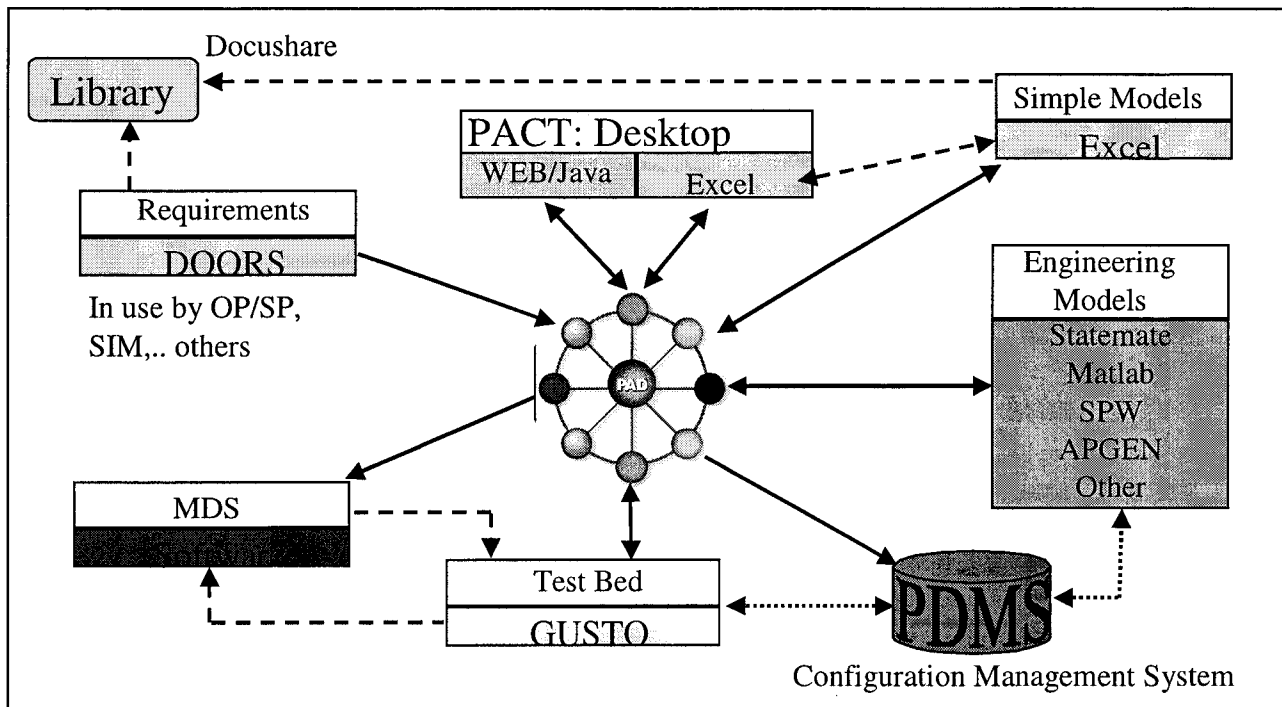 Docushare
Library
Simple Models
Excel
PACT: Desktop
WEB/Java
Excel
Requirements
DOORS
In use by OP/SP,
SIM,.. others
Engineering
Models
Statemate
Matlab
SPW
APGEN
Other
PAD
MDS
Software
Test Bed
GUSTO
PDMS
Configuration Management System